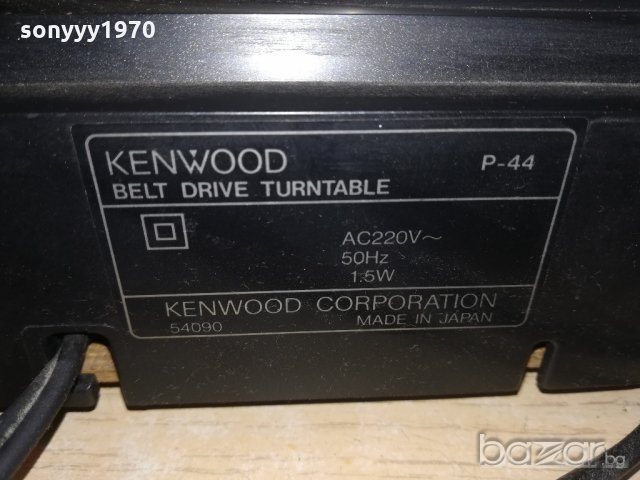 sonyyy1970
KENWOOD P-44
BELT DRIVE TURNTABLE
AC220V~
50Hz
1.5W
KENWOOD CORPORATION
54090 MADE IN JAPAN
bazar.bg